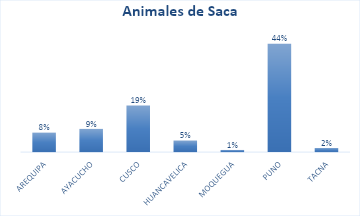 Animales de Saca
8%
9%
19%
5%
1%
44%
2%
AREQUIPA
AYACUCHO
CUSCO
HUANCAVELICA
MOQUEGUA
PUNO
TACNA